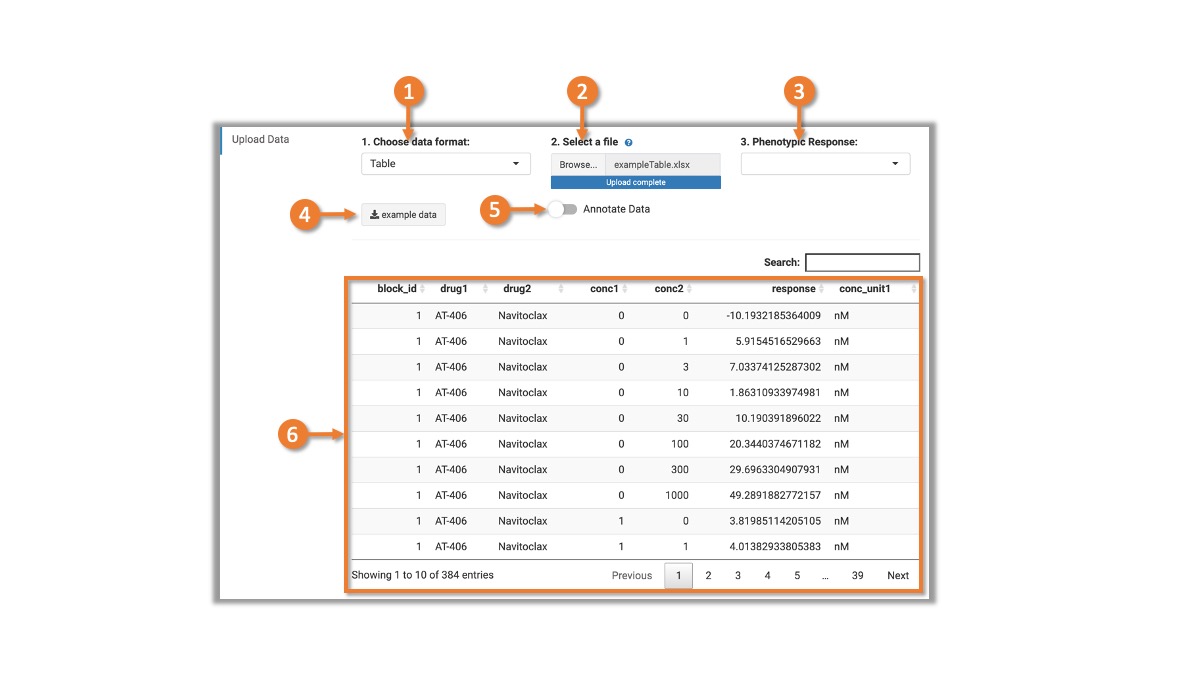 1 2 3
Upload Data
1. Choose data format: 2. Select a file ? 3. Phenotypic Response:
Table Browse... exampleTable.xlsx
Upload complete
4 example data 5 Annotate Data
Search:
block_id drug1 drug2 conc1 conc2 response conc_unit1
1 AT-406 Navitoclax 0 0 -10.1932185364009 nM
1 AT-406 Navitoclax 0 1 5.9154516529663 nM
1 AT-406 Navitoclax 0 3 7.03374125287302 nM
1 AT-406 Navitoclax 0 10 1.86310933974981 nM
1 AT-406 Navitoclax 0 30 10.190391896022 nM
6
1 AT-406 Navitoclax 0 100 20.3440374671182 nM
1 AT-406 Navitoclax 0 300 29.6963304907931 nM
1 AT-406 Navitoclax 0 1000 49.2891882772157 nM
1 AT-406 Navitoclax 1 0 3.81985114205105 nM
1 AT-406 Navitoclax 1 1 4.01382933805383 nM
Showing 1 to 10 of 384 entries Previous 1 2 3 4 5 ... 39 Next